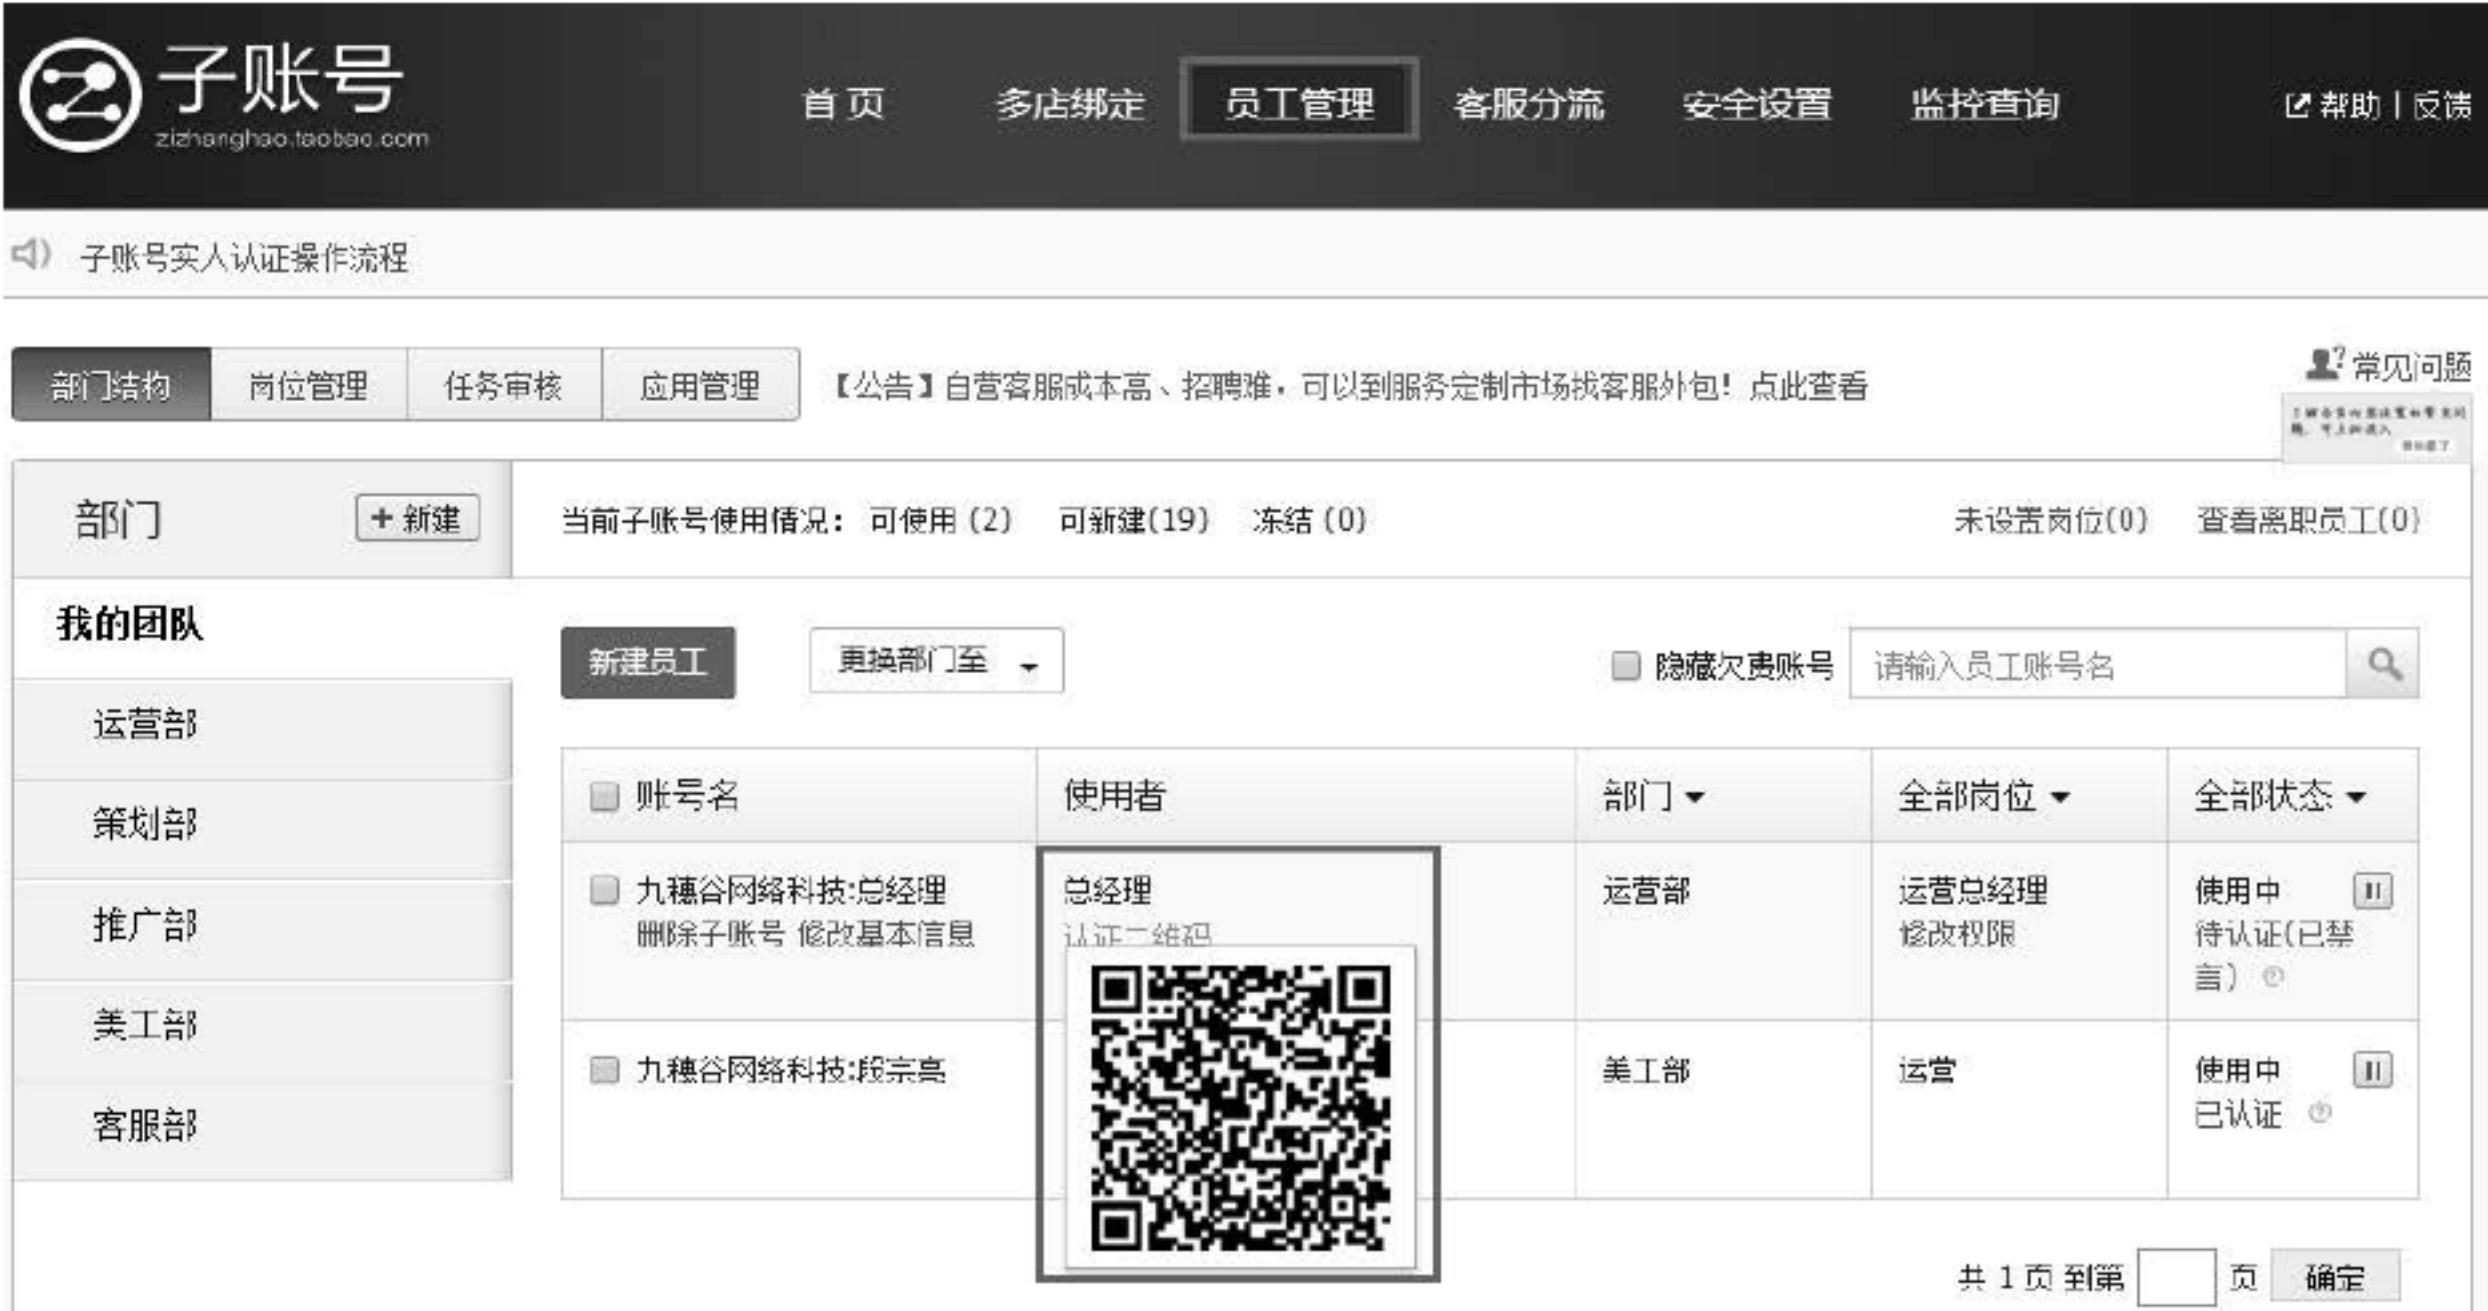 子账号
zizhanghao.taobao.com
首页 多店绑定 员工管理 客服分流 安全设置 监控查询 帮助 | 反馈
子账号实人认证操作流程
部门结构 岗位管理 任务审核 应用管理 【公告】自营客服成本高、招聘难，可以到服务定制市场找客服外包！点此查看 常见问题
部门 +新建 当前子账号使用情况：可使用 (2) 可新建(19) 冻结 (0) 未设置岗位(0) 查看离职员工(0)
我的团队
新建员工 更换部门至 隐藏欠费账号 请输入员工账号名
运营部
策划部
推广部
美工部
客服部
账号名 使用者 部门 全部岗位 全部状态
九穗谷网络科技:总经理 总经理 运营部 运营总经理 使用中
删除子账号 修改基本信息 认证二维码 修改权限 待认证(已禁
言)
九穗谷网络科技:段宗亮 美工部 运营 使用中
已认证
共 1 页 到第 页 确定